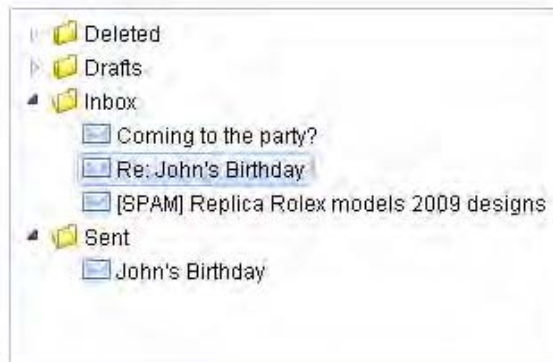 Deleted
Drafts
Inbox
Coming to the party?
Re: John's Birthday
[SPAM] Replica Rolex models 2009 designs
Sent
John's Birthday